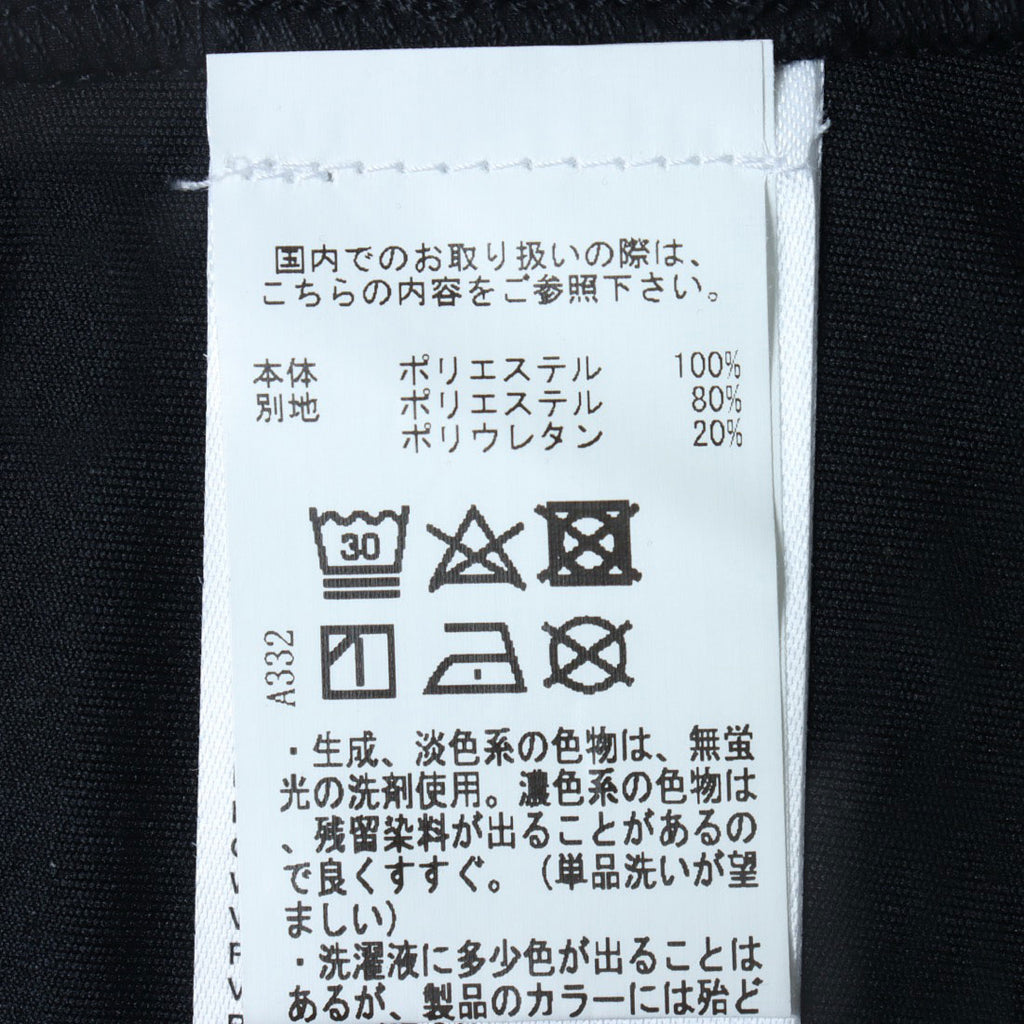 国内でのお取り扱いの際は、
こちらの内容をご参照下さい。
本体 ポリエステル 100%
別地 ポリエステル 80%
ポリウレタン 20%
30
A332
・生成、淡色系の色物は、無蛍
光の洗剤使用。濃色系の色物は
、残留染料が出ることがあるの
で良くすすぐ。(単品洗いが望
ましい)
・洗濯液に多少色が出ることは
あるが、製品のカラーには殆ど